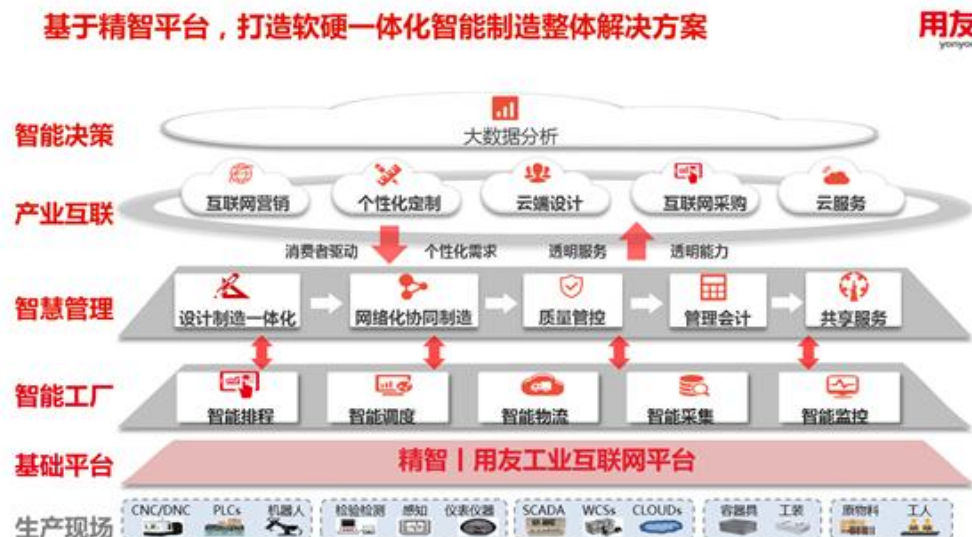 基于精智平台，打造软硬一体化智能制造整体解决方案
用友
yonyou
智能决策
大数据分析
产业互联
互联网营销 个性化定制 云端设计 互联网采购 云服务
消费者驱动 个性化需求 透明服务 透明能力
智慧管理
设计制造一体化 网络化协同制造 质量管控 管理会计 共享服务
智能工厂
智能排程 智能调度 智能物流 智能采集 智能监控
基础平台
精智丨用友工业互联网平台
生产现场
CNC/DNC PLCs 机器人 检验检测 感知 仪表仪器 SCADA WCSs CLOUDs 容器具 工装 原物料 工人